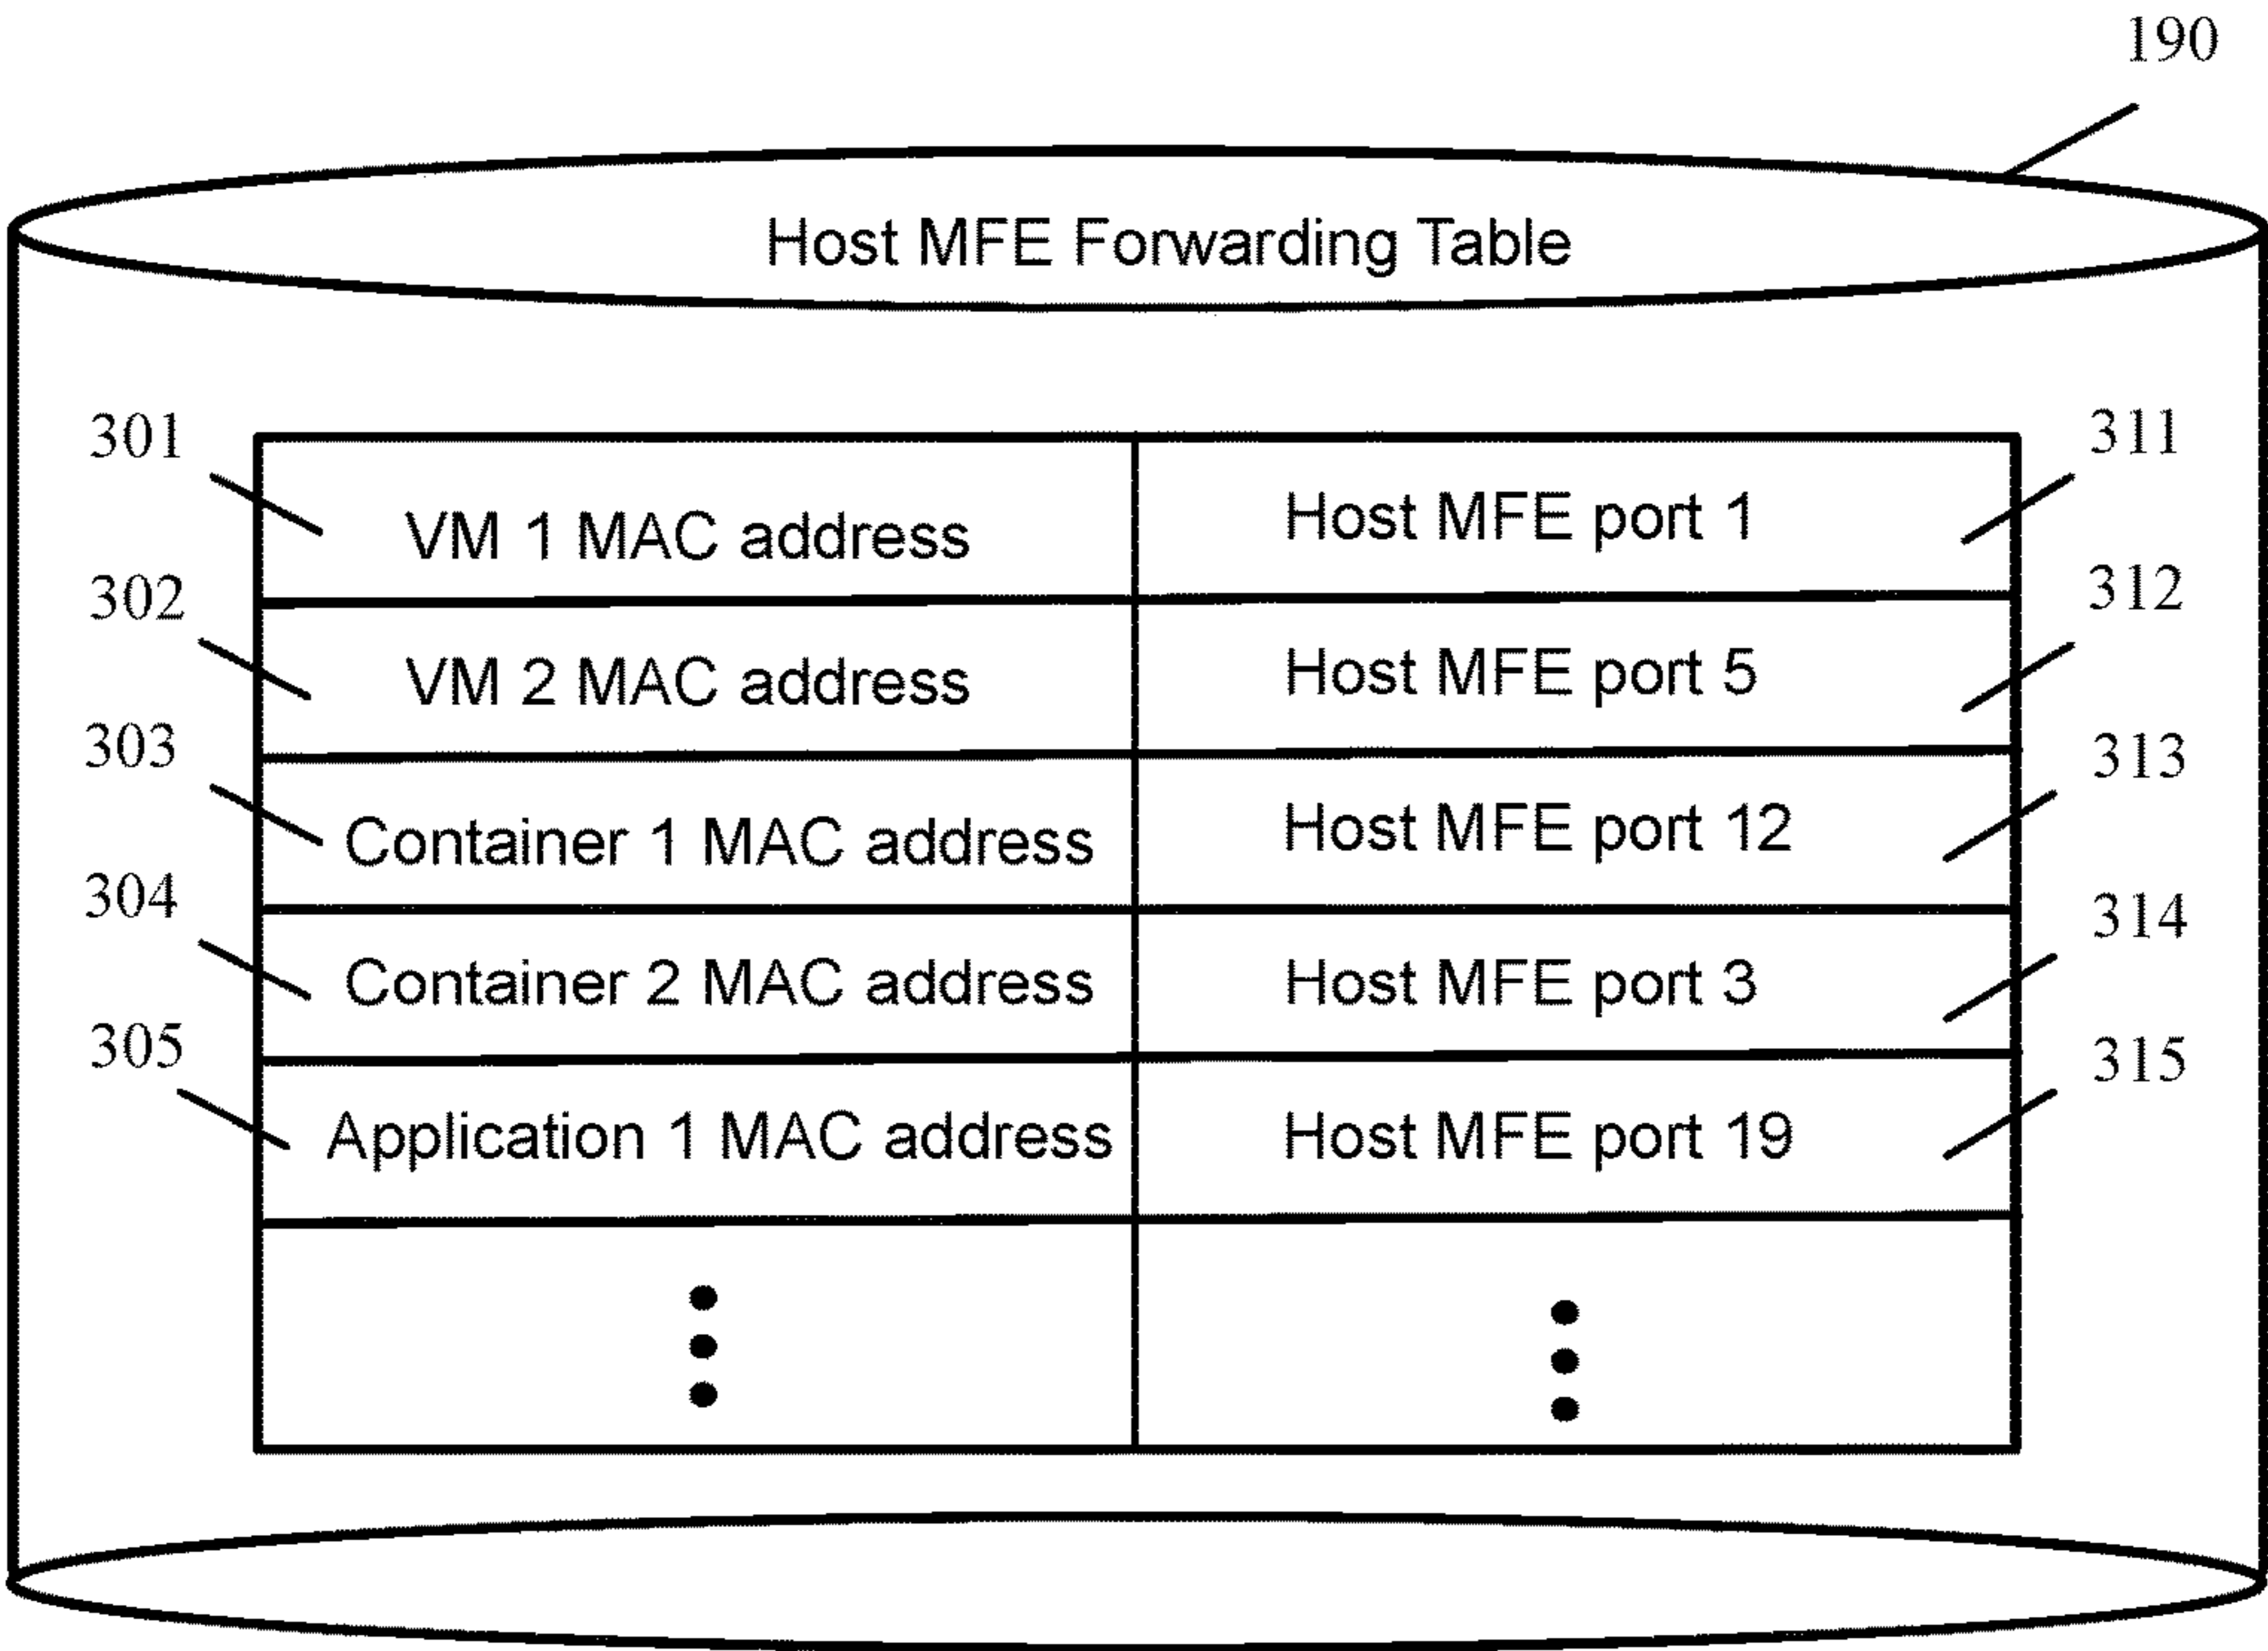 190
Host MFE Forwarding Table
301
VM 1 MAC address
Host MFE port 1
311
302
VM 2 MAC address
Host MFE port 5
312
303
Container 1 MAC address
Host MFE port 12
313
304
Container 2 MAC address
Host MFE port 3
314
305
Application 1 MAC address
Host MFE port 19
315